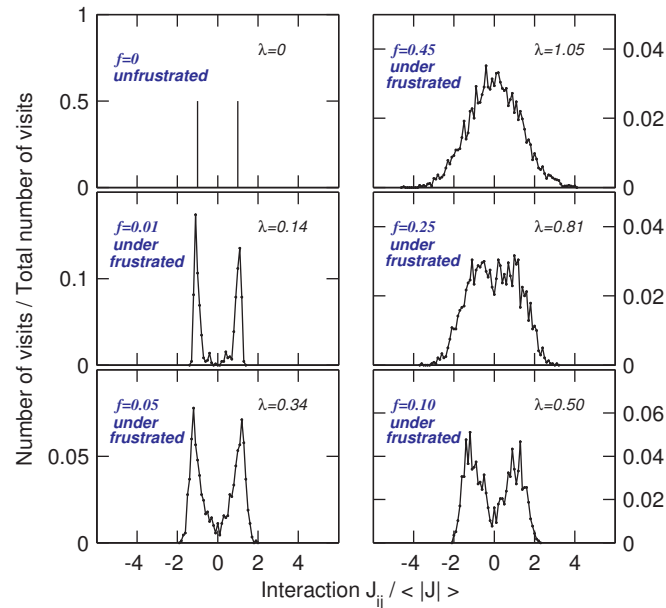 Number of visits / Total number of visits
1
0.5
0
f=0
unfrustrated
λ=0
0.1
0
f=0.01
under
frustrated
λ=0.14
0.05
0
f=0.05
under
frustrated
λ=0.34
f=0.45
under
frustrated
λ=1.05
0.04
0.02
0
f=0.25
under
frustrated
λ=0.81
0.04
0.02
0
f=0.10
under
frustrated
λ=0.50
0.06
0.04
0.02
0
-4 -2 0 2 4
-4 -2 0 2 4
Interaction Jij / < |J| >